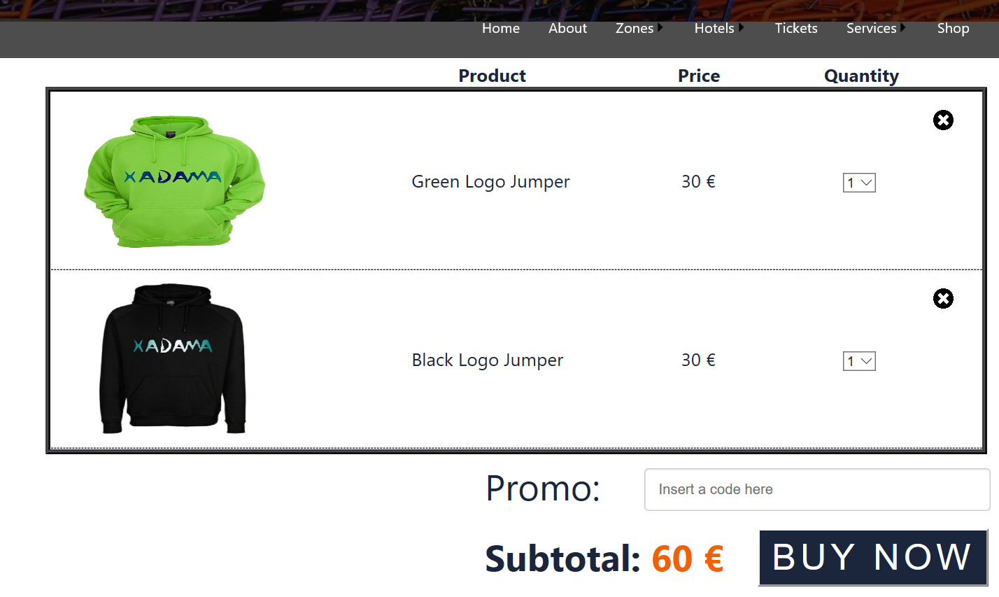 Home About Zones Hotels Tickets Services Shop
Product Price Quantity
XADAMA
Green Logo Jumper 30 € 1
XADAMA
Black Logo Jumper 30 € 1
Promo: Insert a code here
Subtotal: 60 € BUY NOW